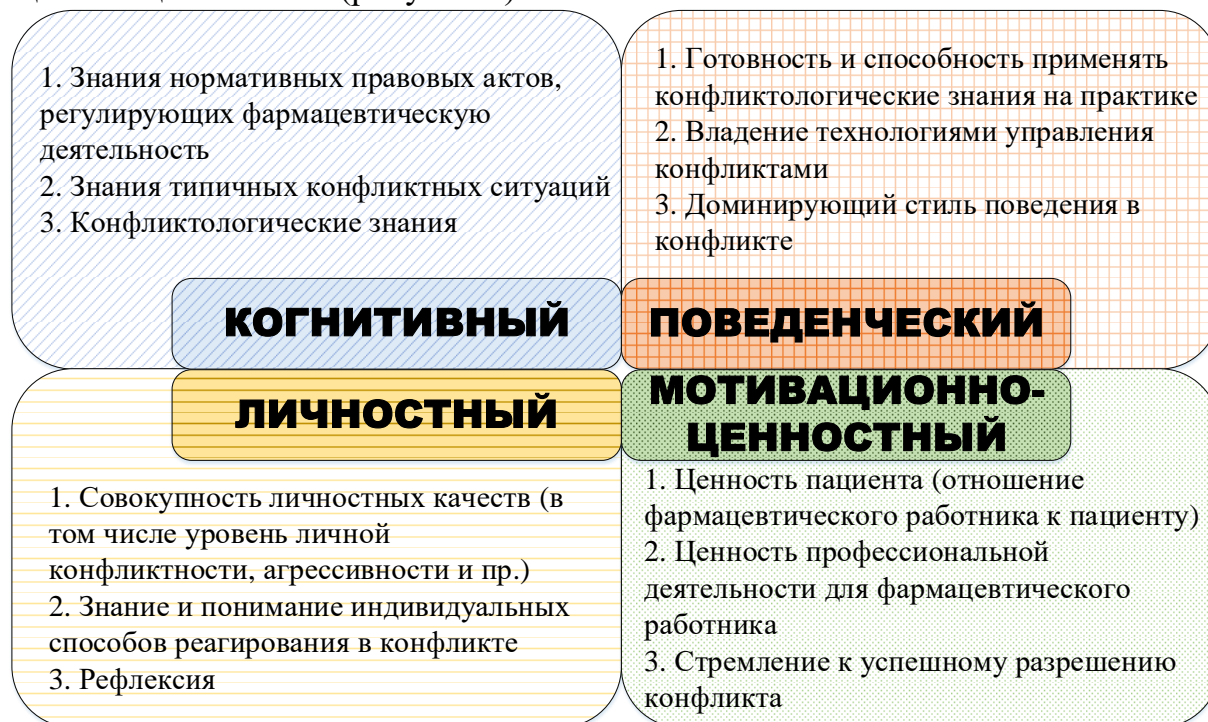 1. Знания нормативных правовых актов,
регулирующих фармацевтическую
деятельность
2. Знания типичных конфликтных ситуаций
3. Конфликтологические знания
КОГНИТИВНЫЙ
1. Готовность и способность применять
конфликтологические знания на практике
2. Владение технологиями управления
конфликтами
3. Доминирующий стиль поведения в
конфликте
ПОВЕДЕНЧЕСКИЙ
ЛИЧНОСТНЫЙ
1. Совокупность личностных качеств (в
том числе уровень личной
конфликтности, агрессивности и пр.)
2. Знание и понимание индивидуальных
способов реагирования в конфликте
3. Рефлексия
МОТИВАЦИОННО-
ЦЕННОСТНЫЙ
1. Ценность пациента (отношение
фармацевтического работника к пациенту)
2. Ценность профессиональной
деятельности для фармацевтического
работника
3. Стремление к успешному разрешению
конфликта